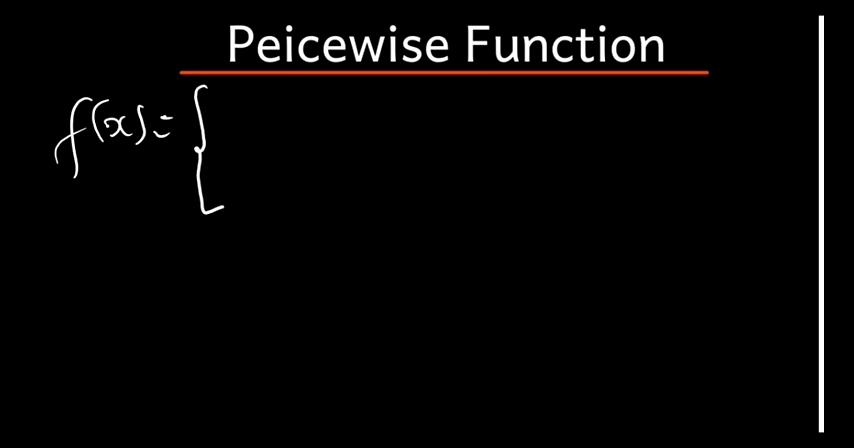 Peicewise Function
f(x) = {